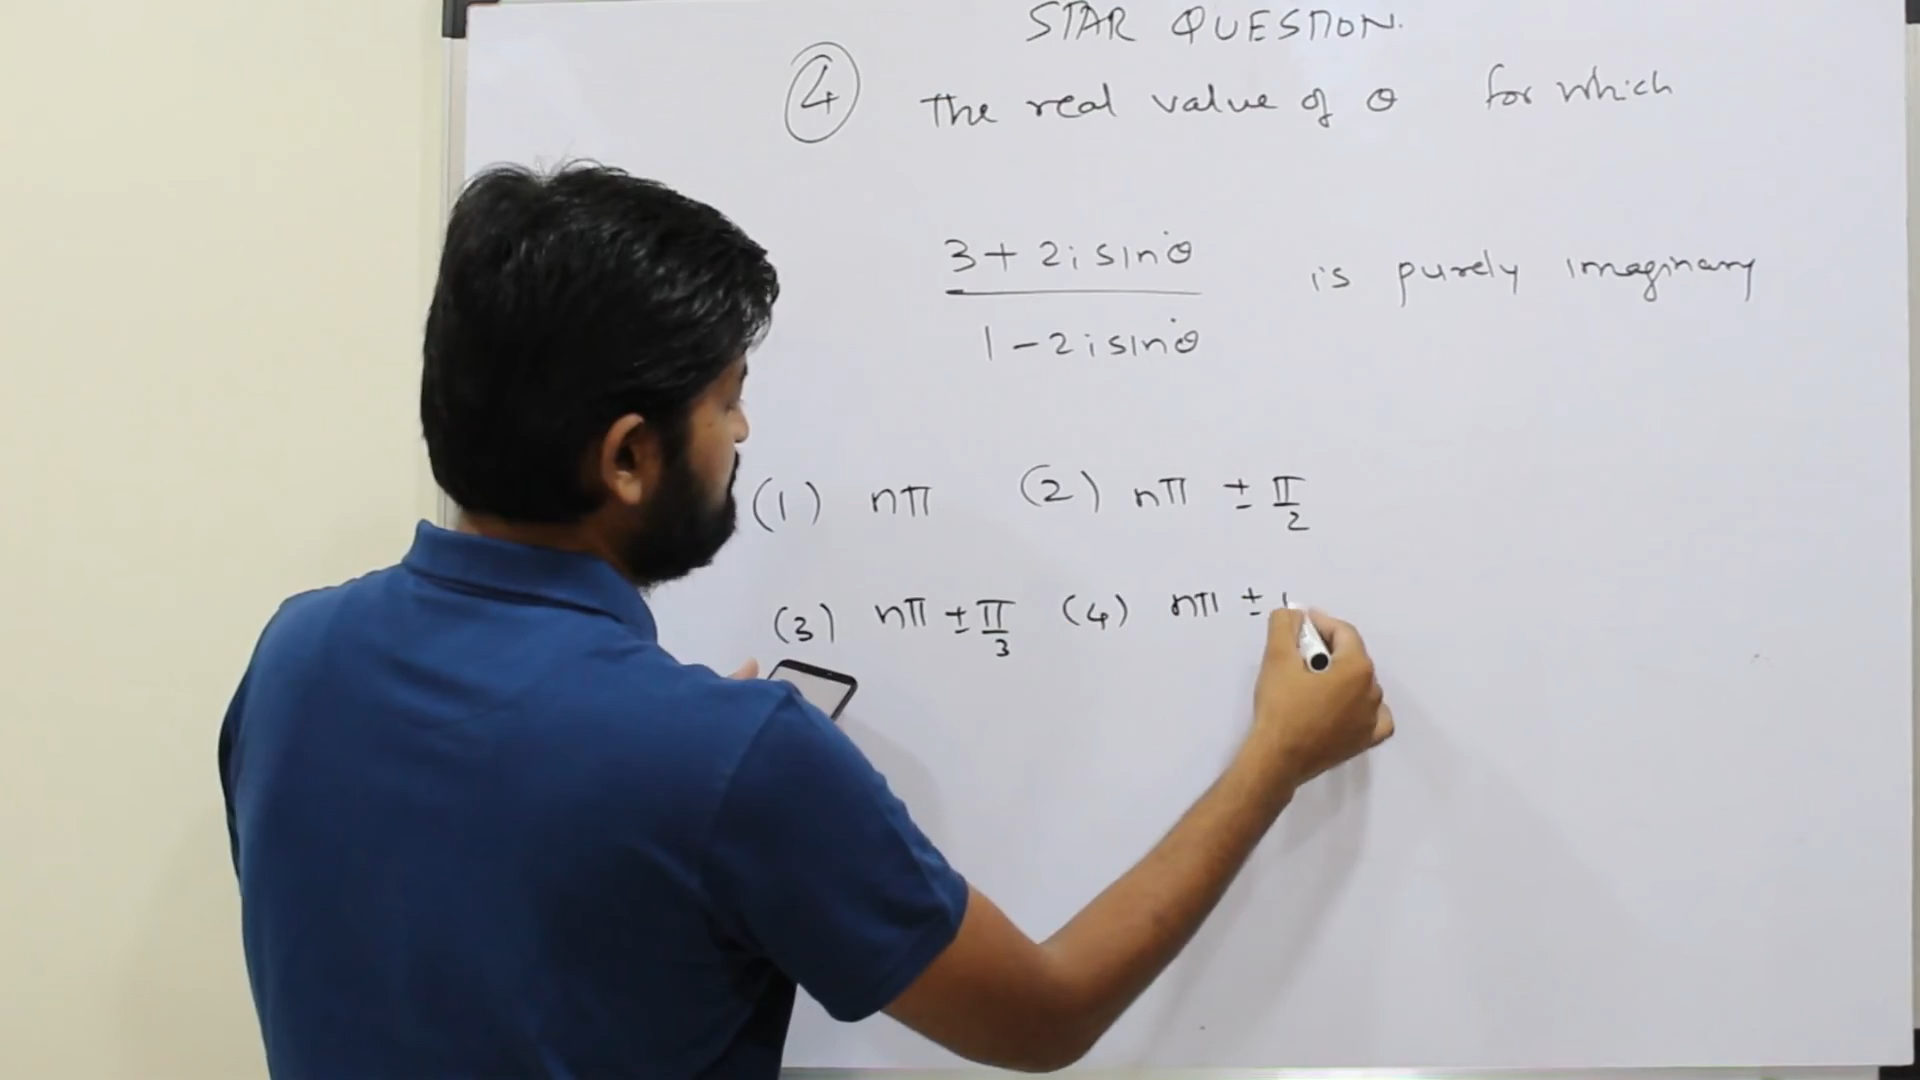 STAR QUESTION.
4 The real value of θ for which
3 + 2i sinθ
is purely imaginary
1 - 2i sinθ
(1) nπ (2) nπ ± π/2
(3) nπ ± π/3 (4) nπ ±